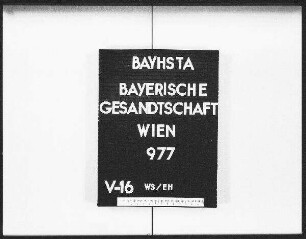 BAYHSTA
BAYERISCHE
GESANDTSCHAFT
WIEN
977
V-16 WS/EH